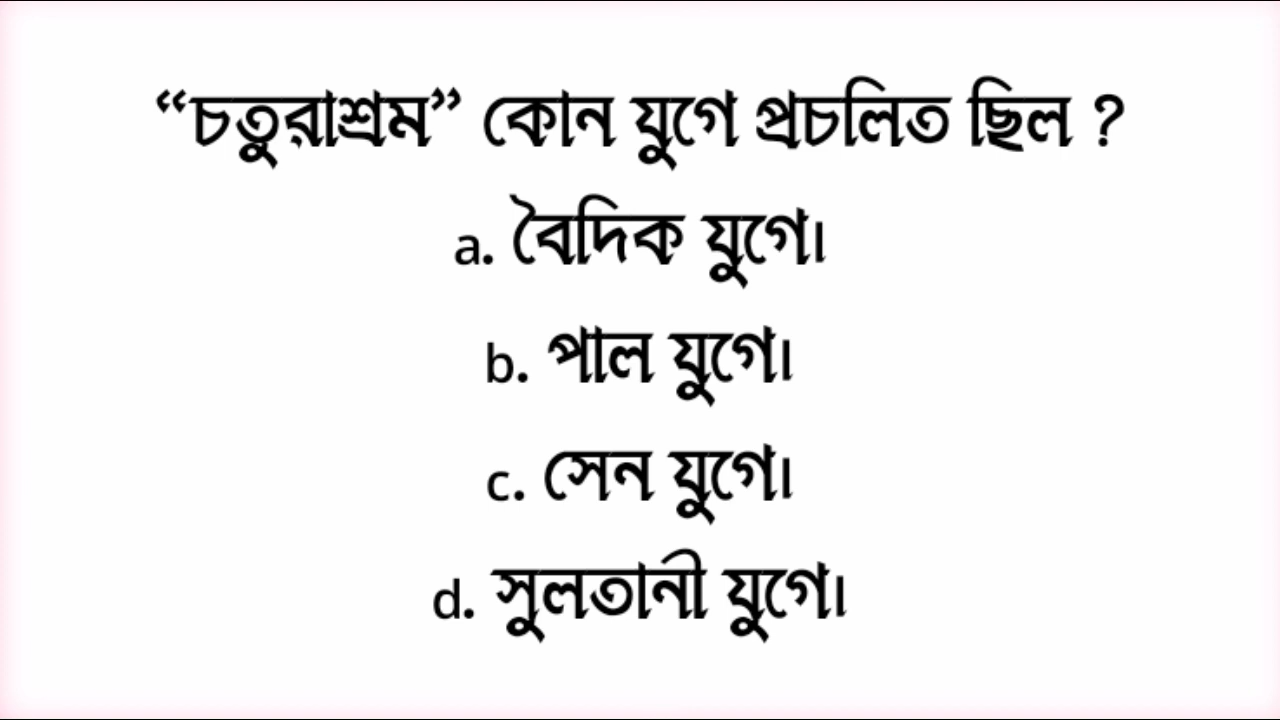 “চতুরাশ্রম” কোন যুগে প্রচলিত ছিল ?
a. বৈদিক যুগে।
b. পাল যুগে।
c. সেন যুগে।
d. সুলতানী যুগে।